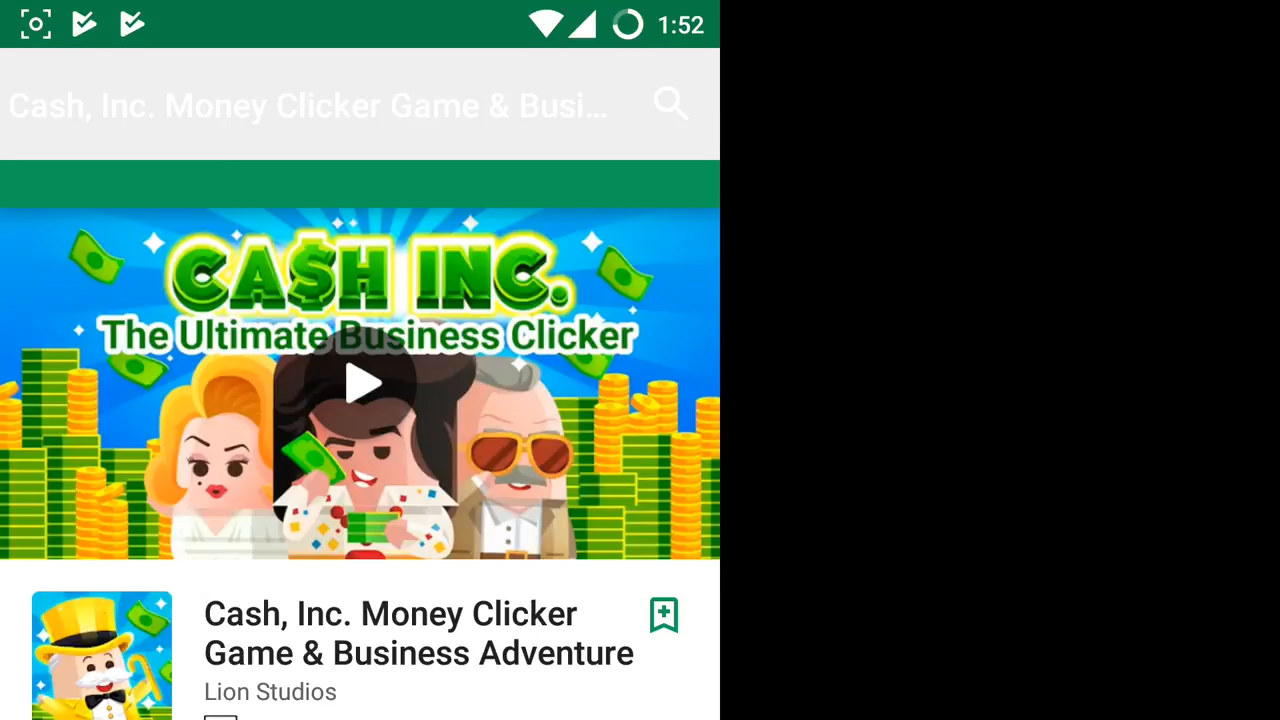 1:52
Cash, Inc. Money Clicker Game & Busi...
CA$H INC.
The Ultimate Business Clicker
Cash, Inc. Money Clicker
Game & Business Adventure
Lion Studios